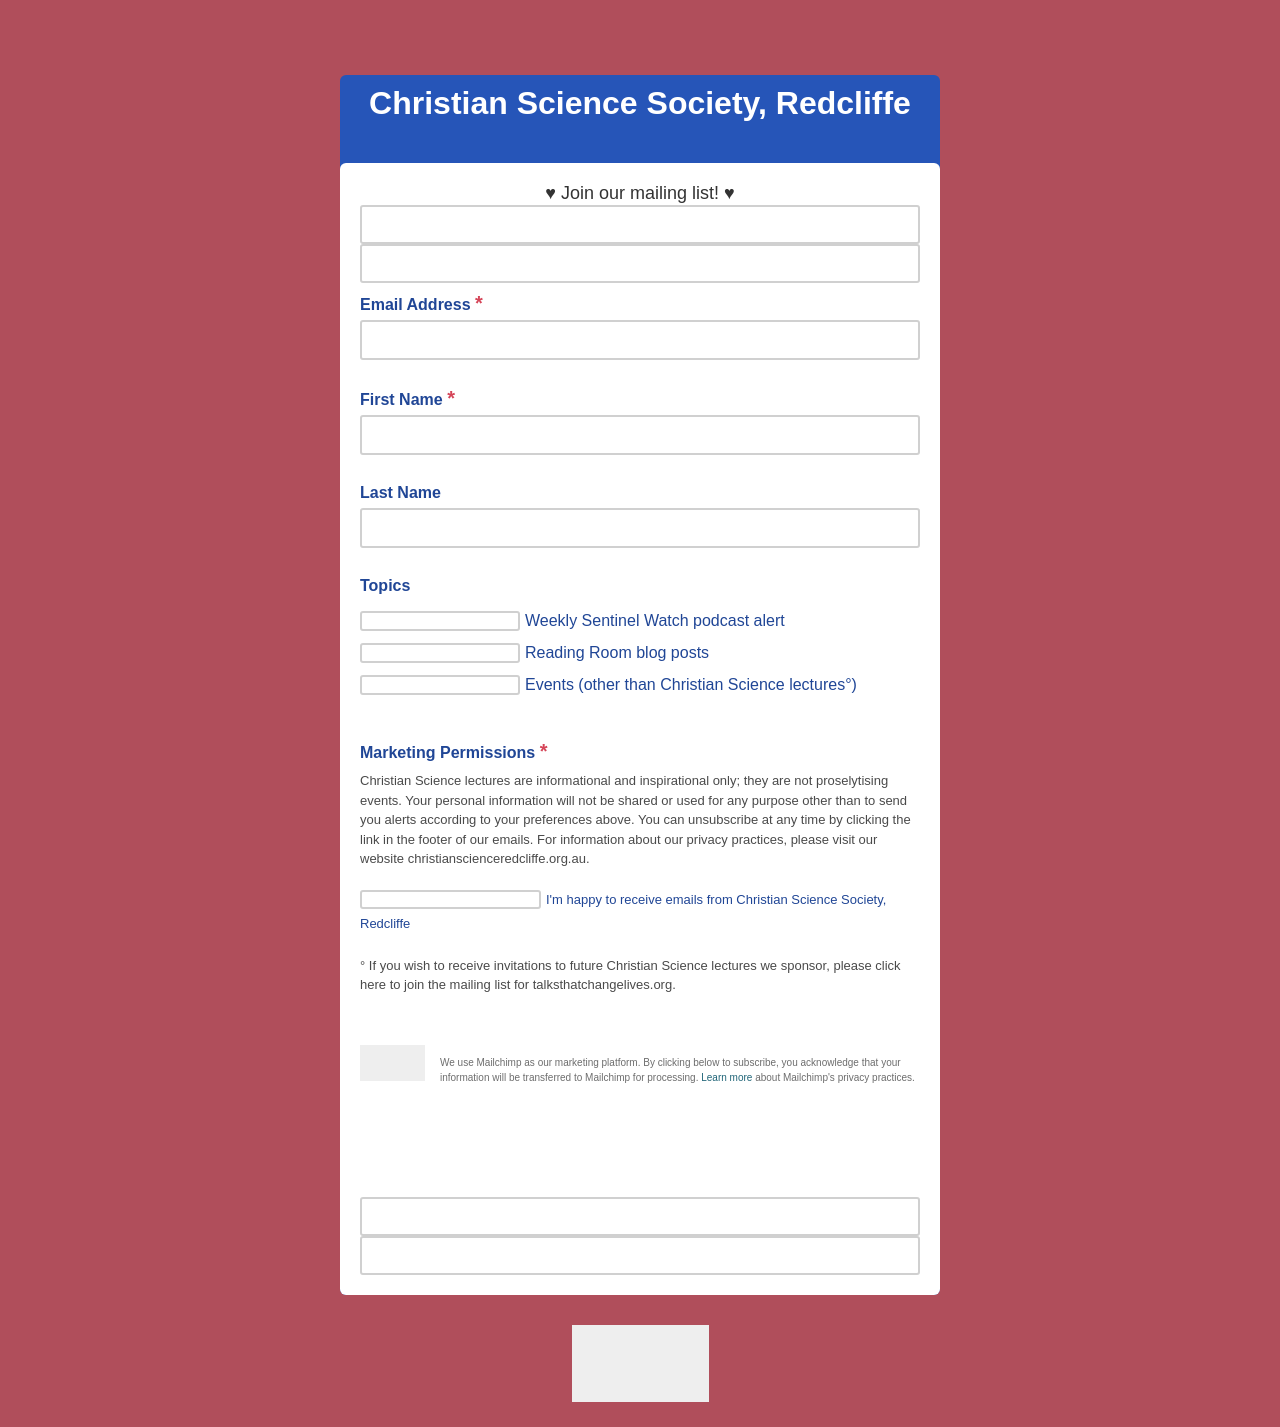 Christian Science Society, Redcliffe
♥ Join our mailing list! ♥
Email Address *
First Name *
Last Name
Topics
Weekly Sentinel Watch podcast alert
Reading Room blog posts
Events (other than Christian Science lectures°)
Marketing Permissions *
Christian Science lectures are informational and inspirational only; they are not proselytising
events. Your personal information will not be shared or used for any purpose other than to send
you alerts according to your preferences above. You can unsubscribe at any time by clicking the
link in the footer of our emails. For information about our privacy practices, please visit our
website christianscienceredcliffe.org.au.
I'm happy to receive emails from Christian Science Society,
Redcliffe
° If you wish to receive invitations to future Christian Science lectures we sponsor, please click
here to join the mailing list for talksthatchangelives.org.
We use Mailchimp as our marketing platform. By clicking below to subscribe, you acknowledge that your
information will be transferred to Mailchimp for processing. Learn more about Mailchimp's privacy practices.